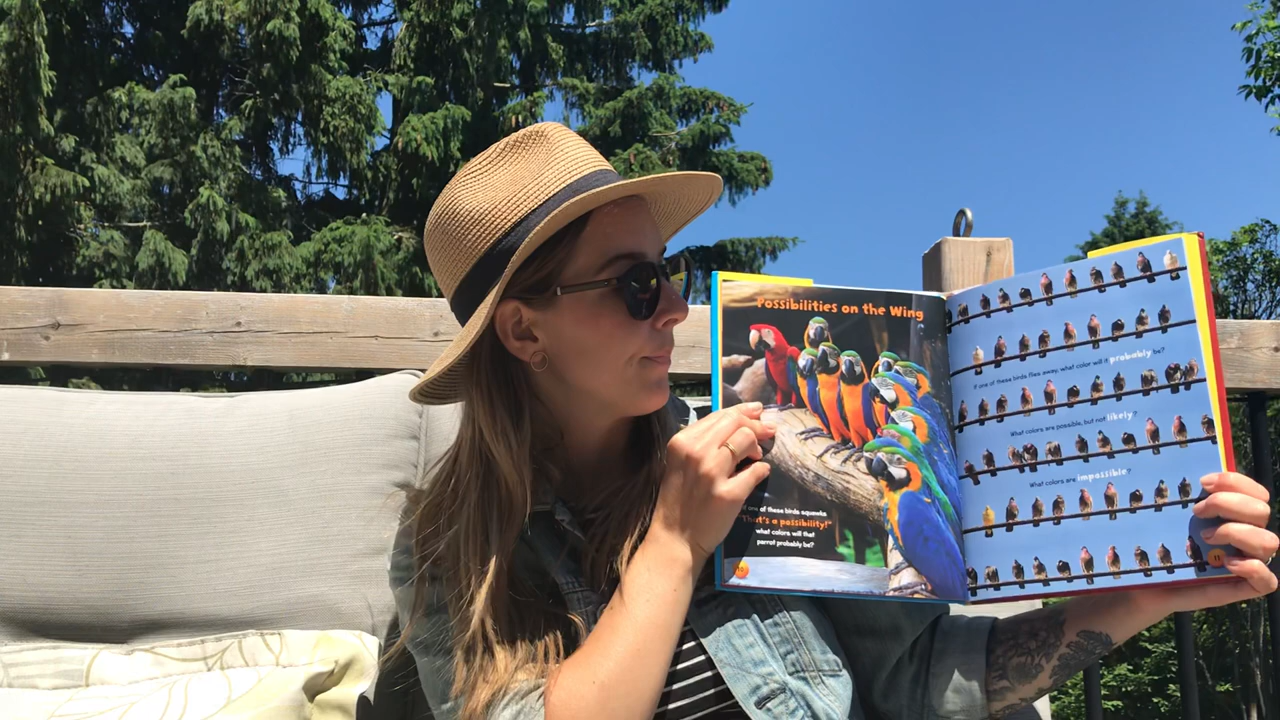 Possibilities on the Wing
If one of these birds squawks
"That's a possibility!"
what colors will that
parrot probably be?
If one of these birds flies away, what color will it probably be?
What colors are possible, but not likely?
What colors are impossible?
11